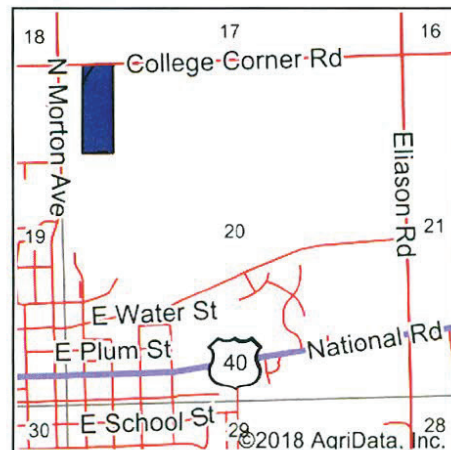 18
17
16
College Corner Rd
N Morton Ave
Eliason Rd
19
20
21
E Water St
E Plum St
National Rd
40
E School St
30
29
28
©2018 AgriData, Inc.